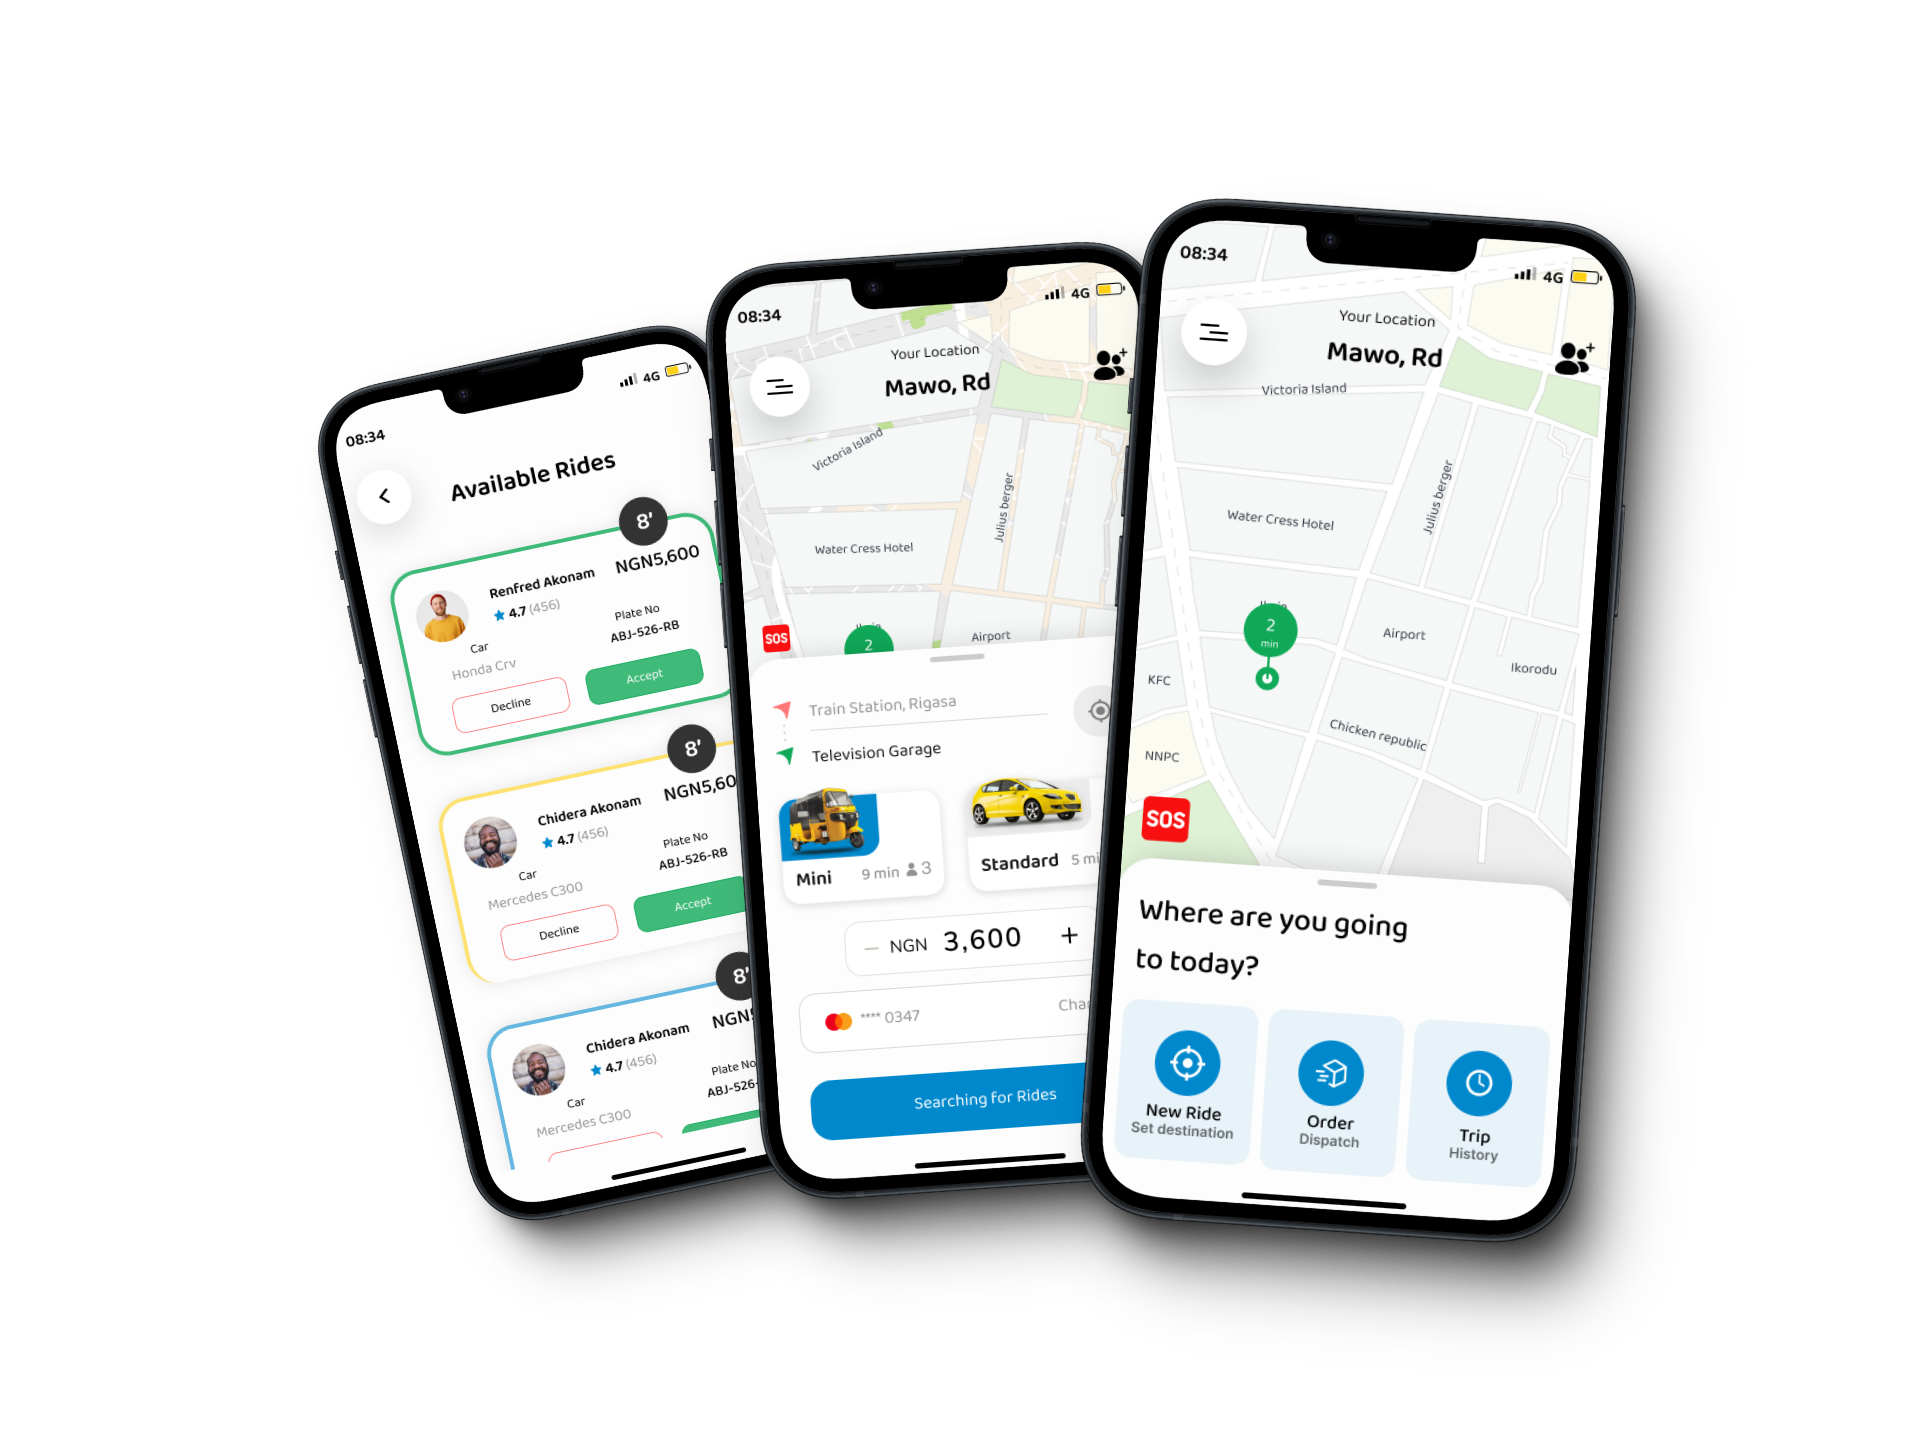 08:34
4G
Available Rides
8'
NGN5,600
Renfred Akonam
4.7 (456)
Plate No
ABJ-526-RB
Car
Honda Crv
Decline
Accept
8'
NGN5,60
Chidera Akonam
4.7 (456)
Plate No
ABJ-526-RB
Car
Mercedes C300
Decline
Accept
8'
NGN5
Chidera Akonam
4.7 (456)
Plate No
ABJ-526-
Car
Mercedes C300
08:34
4G
Your Location
Mawo, Rd
Victoria Island
Julius berger
Water Cress Hotel
SOS
2
Airport
Train Station, Rigasa
Television Garage
Mini
9 min
3
Standard
5 mi
– NGN 3,600 +
**** 0347
Char
Searching for Rides
08:34
4G
Your Location
Mawo, Rd
Victoria Island
Julius berger
Water Cress Hotel
2
min
Airport
Ikorodu
KFC
Chicken republic
NNPC
SOS
Where are you going
to today?
New Ride
Set destination
Order
Dispatch
Trip
History